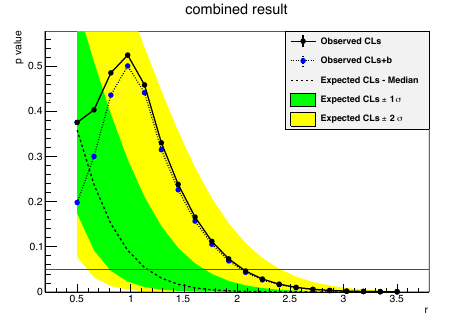 combined result
p value
Observed CLs
Observed CLs+b
Expected CLs - Median
Expected CLs ± 1σ
Expected CLs ± 2 σ
0.5
0.4
0.3
0.2
0.1
0
0.5 1 1.5 2 2.5 3 3.5
r